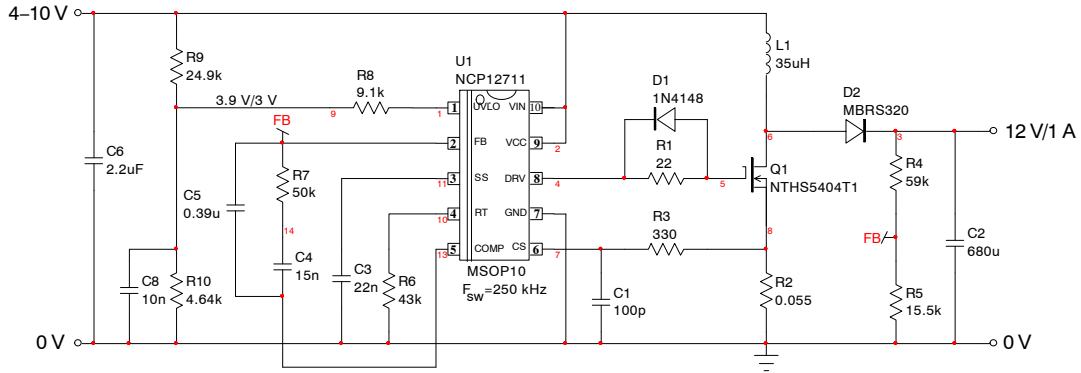 4–10 V
R9
24.9k
3.9 V/3 V
9
R8
9.1k
1
U1
NCP12711
1 UVLO VIN 10
2 FB VCC 9
3 SS DRV 8
4 RT GND 7
5 COMP CS 6
MSOP10
Fsw=250 kHz
2
4
7
10
11
13
14
FB
R7
50k
C6
2.2uF
C5
0.39u
C4
15n
C8
10n
R10
4.64k
C3
22n
R6
43k
C1
100p
R3
330
D1
1N4148
R1
22
5
L1
35uH
6
D2
MBRS320
3
12 V/1 A
Q1
NTHS5404T1
8
R2
0.055
R4
59k
FB
R5
15.5k
C2
680u
0 V
0 V